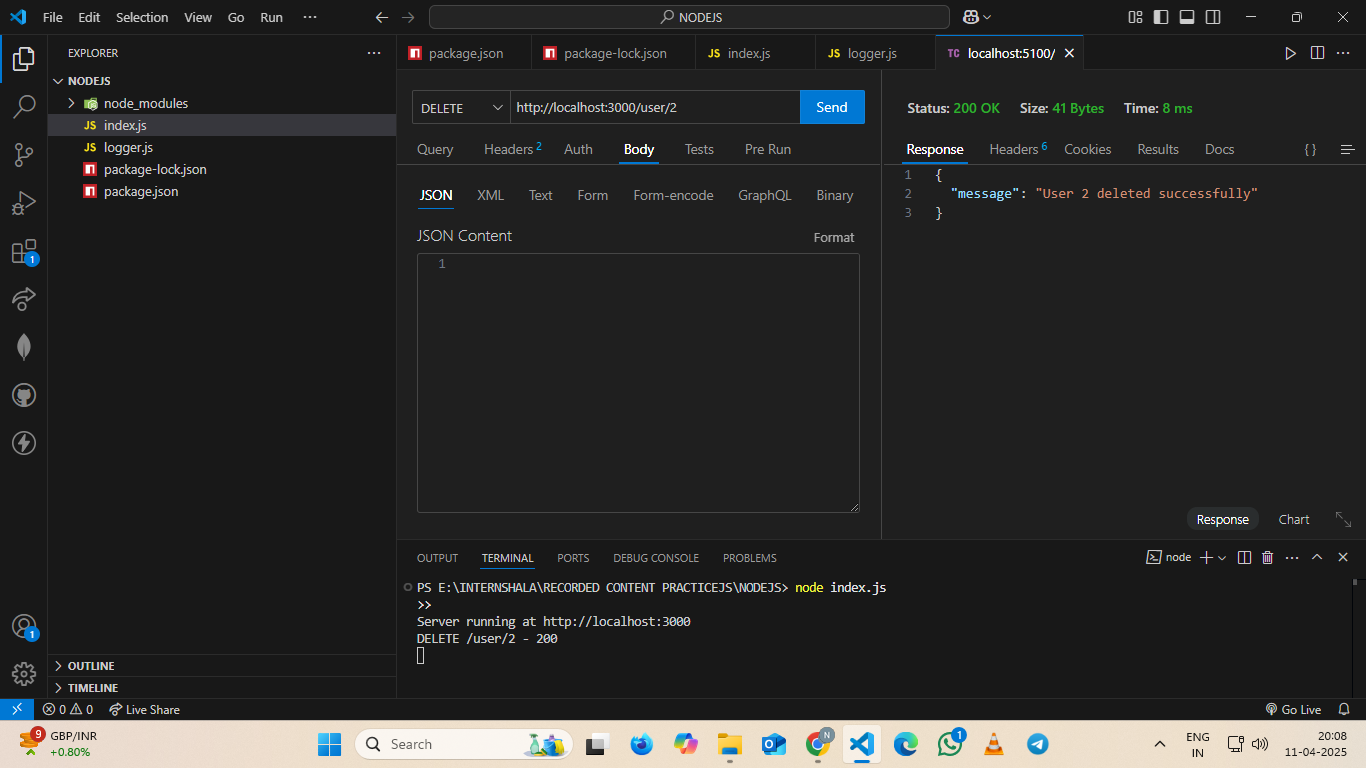 File Edit Selection View Go Run ··· NODEJS
EXPLORER ···
NODEJS
node_modules
JS index.js
JS logger.js
package-lock.json
package.json
OUTLINE
TIMELINE
package.json package-lock.json JS index.js JS logger.js TC localhost:5100/
DELETE http://localhost:3000/user/2 Send
Query Headers 2 Auth Body Tests Pre Run
JSON XML Text Form Form-encode GraphQL Binary
JSON Content Format
1
Status: 200 OK Size: 41 Bytes Time: 8 ms
Response Headers 6 Cookies Results Docs { }
1 {
2 "message": "User 2 deleted successfully"
3 }
Response Chart
OUTPUT TERMINAL PORTS DEBUG CONSOLE PROBLEMS node
PS E:\INTERNSHALA\RECORDED CONTENT PRACTICEJS\NODEJS> node index.js
>>
Server running at http://localhost:3000
DELETE /user/2 - 200
1
1
0 0 Live Share Go Live
9 GBP/INR
+0.80%
Search
N
1
ENG
IN
20:08
11-04-2025